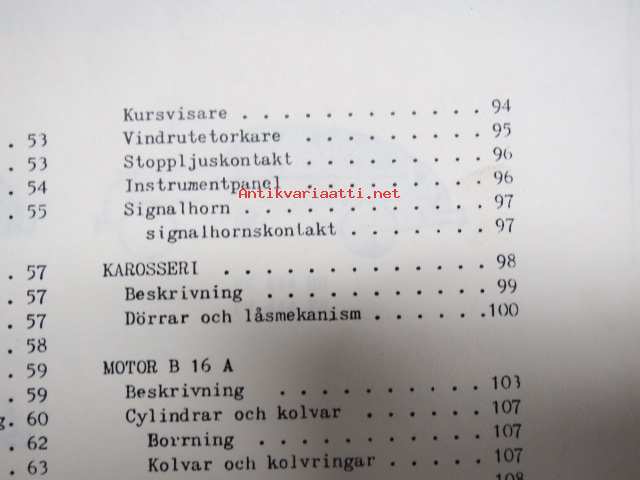 Kursvisare . . . . . . . . . . . . 94
. 53 Vindrutetorkare . . . . . . . . . 95
. 53 Stoppljuskontakt . . . . . . . . . 96
. 54 Instrumentpanel . . . . . . . . . 96
Antikvariaatti.net
. 55 Signalhorn . . . . . . . . . . . . 97
signalhornskontakt . . . . . . . 97
. 57 KAROSSERI . . . . . . . . . . . . . 98
. 57 Beskrivning . . . . . . . . . . . 99
. 57 Dörrar och låsmekanism . . . . . .100
. 58
. 59 MOTOR B 16 A
. 59 Beskrivning . . . . . . . . . . 103
g. 60 Cylindrar och kolvar . . . . . . 107
. 62 Borrning . . . . . . . . . . . 107
. 63 Kolvar och kolvringar . . . . . 107
108